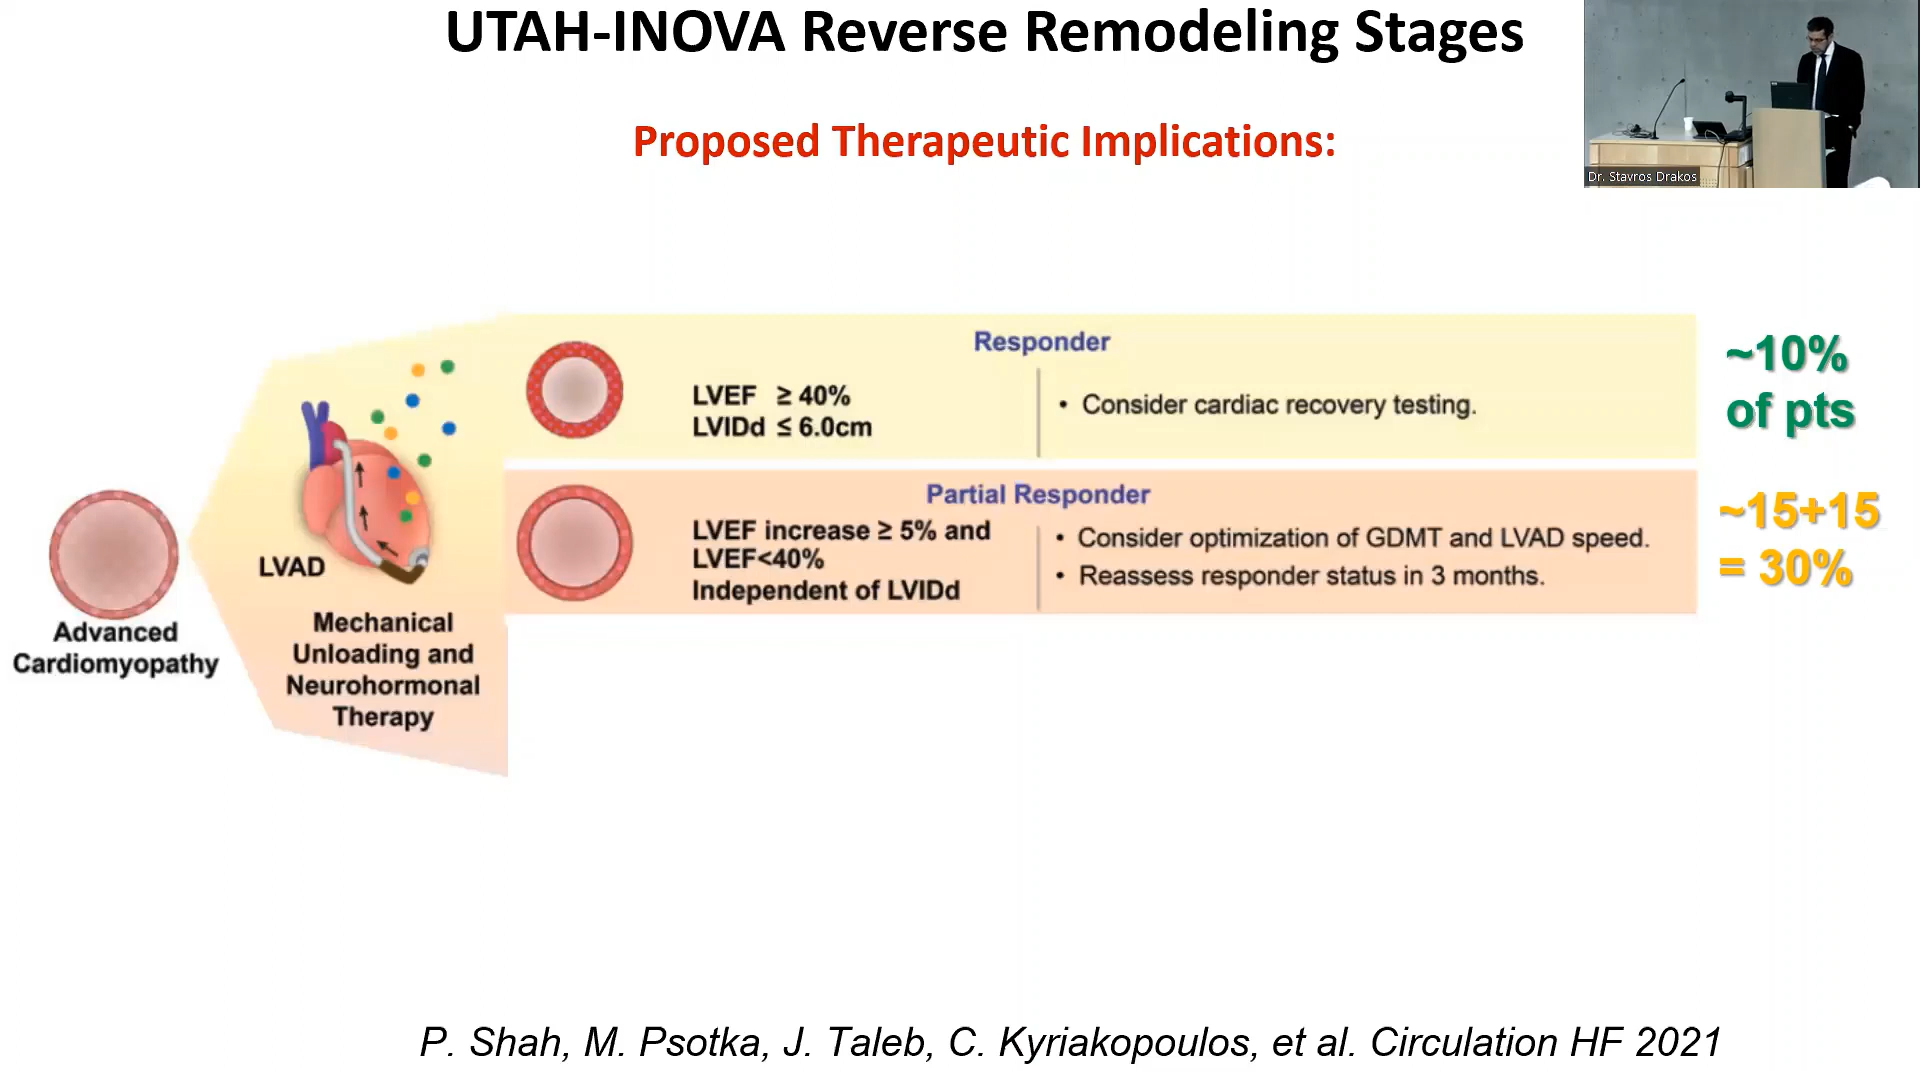 UTAH-INOVA Reverse Remodeling Stages
Proposed Therapeutic Implications:
Dr. Stavros Drakos
Responder
LVEF ≥ 40%
LVIDd ≤ 6.0cm
• Consider cardiac recovery testing.
~10%
of pts
Partial Responder
LVEF increase ≥ 5% and
LVEF<40%
Independent of LVIDd
• Consider optimization of GDMT and LVAD speed.
• Reassess responder status in 3 months.
~15+15
= 30%
LVAD
Advanced
Cardiomyopathy
Mechanical
Unloading and
Neurohormonal
Therapy
P. Shah, M. Psotka, J. Taleb, C. Kyriakopoulos, et al. Circulation HF 2021